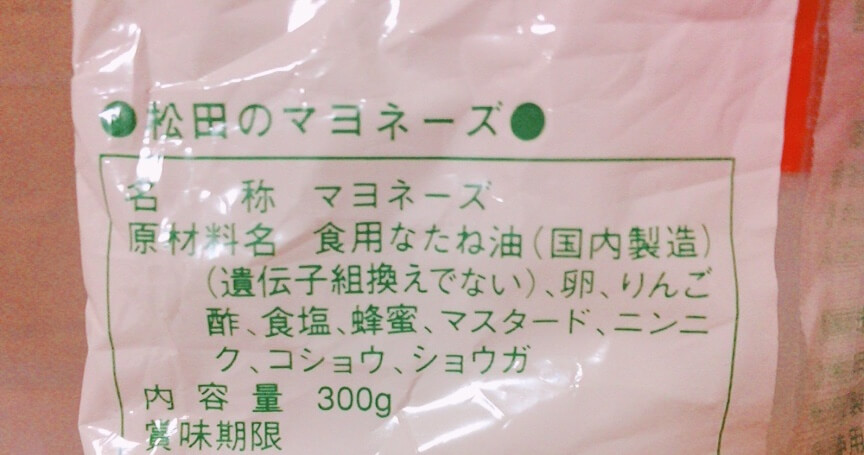 ●松田のマヨネーズ●
名 称 マヨネーズ
原材料名 食用なたね油(国内製造)
(遺伝子組換えでない)、卵、りんご
酢、食塩、蜂蜜、マスタード、ニンニ
ク、コショウ、ショウガ
内容量 300g
賞味期限